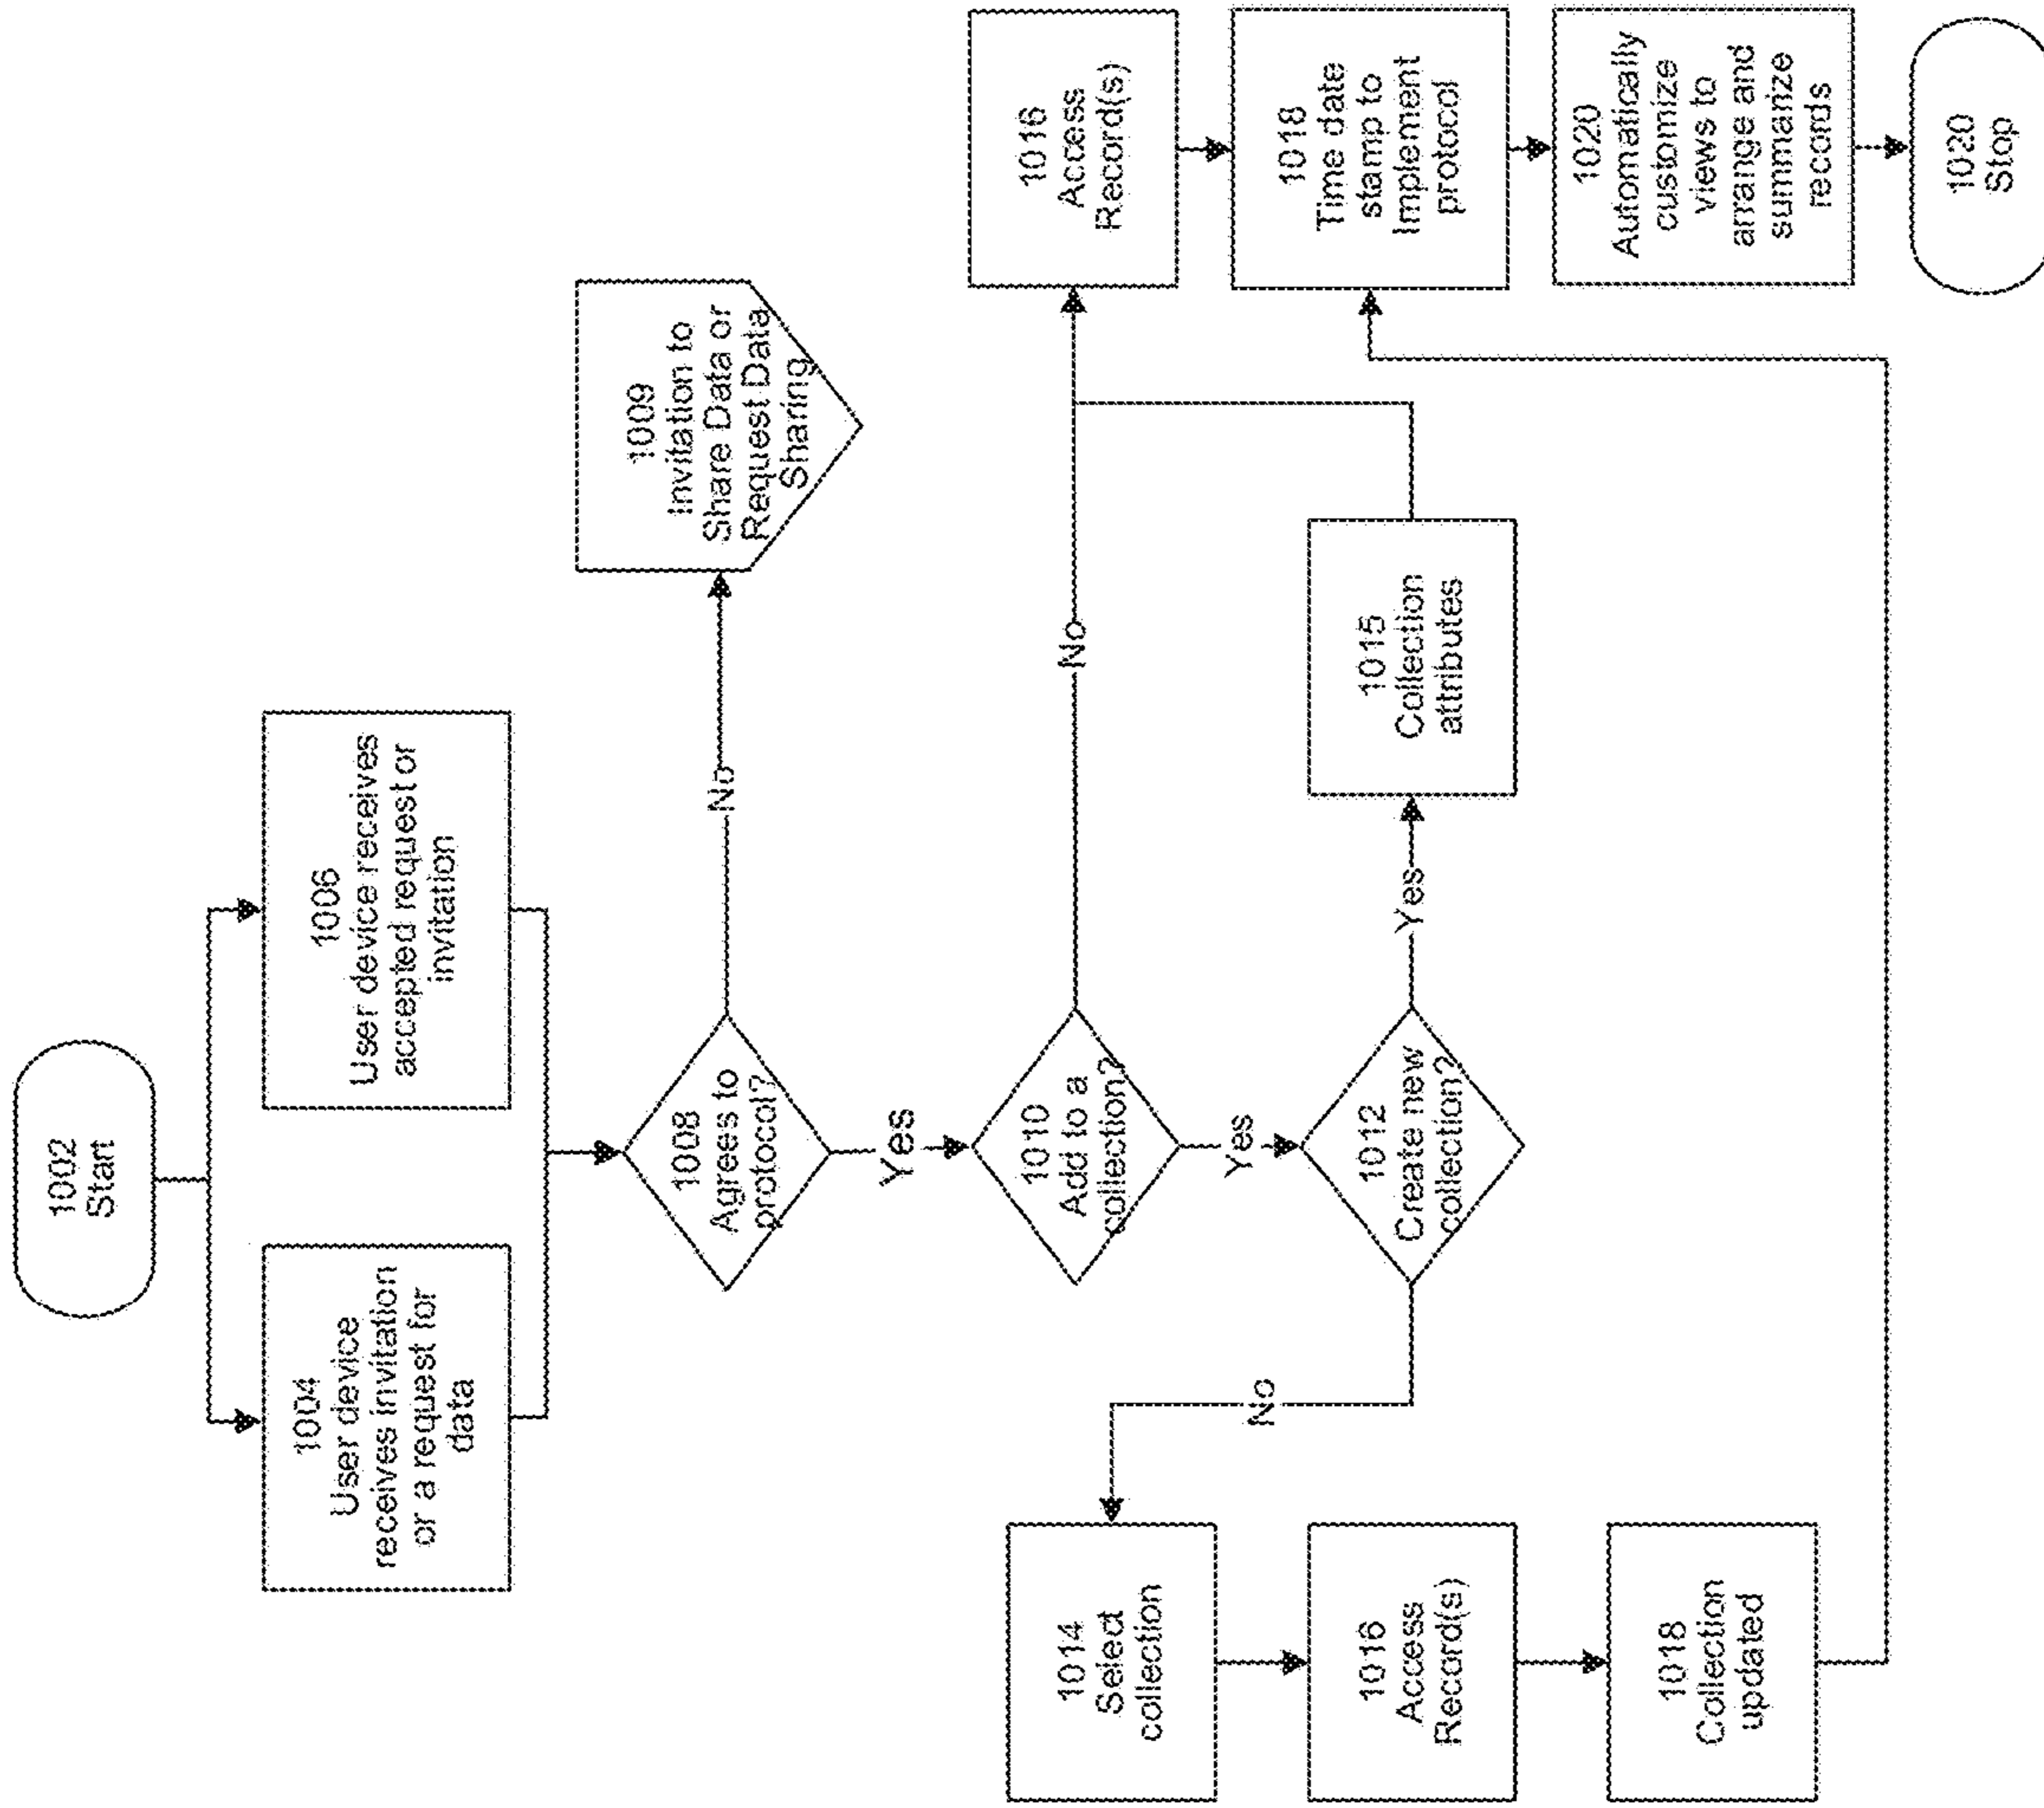 1002
Start
1004
User device
receives invitation
or a request for
data
1006
User device receives
accepted request or
invitation
1008
Agrees to
protocol?
No
1009
Invitation to
Share Data or
Request Data
Sharing
Yes
1010
Add to a
collection?
No
Yes
1012
Create new
collection?
Yes
1015
Collection
attributes
No
1014
Select
collection
1016
Access
Record(s)
1018
Collection
updated
1016
Access
Record(s)
1018
Time date
stamp to
Implement
protocol
1020
Automatically
customize
views to
arrange and
summarize
records
1020
Stop